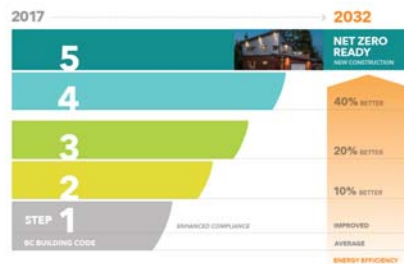 2017
2032
5
NET ZERO
READY
NEW CONSTRUCTION
4
40% BETTER
3
20% BETTER
2
10% BETTER
STEP 1
ENHANCED COMPLIANCE
IMPROVED
BC BUILDING CODE
AVERAGE
ENERGY EFFICIENCY